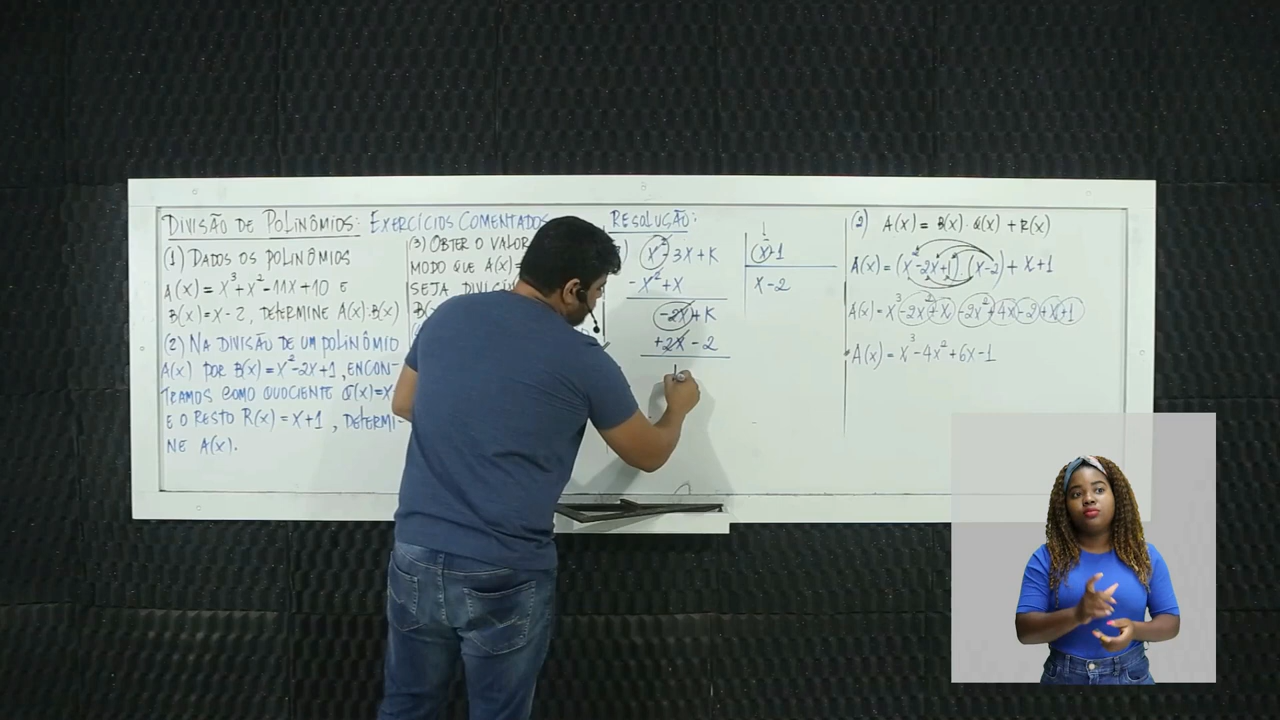 DIVISÃO DE POLINÔMIOS: EXERCÍCIOS COMENTADOS
(1) DADOS OS POLINÔMIOS
A(x) = x³+x²-11x+10 E
B(x) = x-2, DETERMINE A(x):B(x)
(2) NA DIVISÃO DE UM POLINÔMIO
A(x) POR B(x) = x²-2x+1, ENCON-
TRAMOS COMO QUOCIENTE Q(x)=x
E O RESTO R(x) = x+1, DETERMI-
NE A(x).
(3) OBTER O VALOR
MODO QUE A(x)=
SEJA
RESOLUÇÃO:
x²-3x+K
x-1
-x²+x
x-2
-2x+K
+2x-2
(2) A(x) = B(x)·Q(x)+R(x)
A(x) = (x²-2x+1)·(x-2)+x+1
A(x) = x³-2x²+x-2x²+4x-2+x+1
A(x) = x³-4x²+6x-1